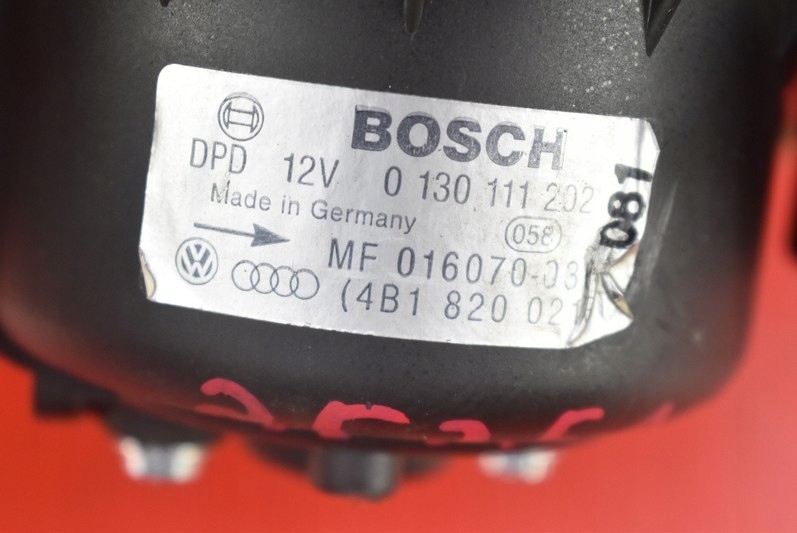 BOSCH
DPD 12V 0 130 111 202
Made in Germany
058
081
MF 016070-03
(4B1 820 021